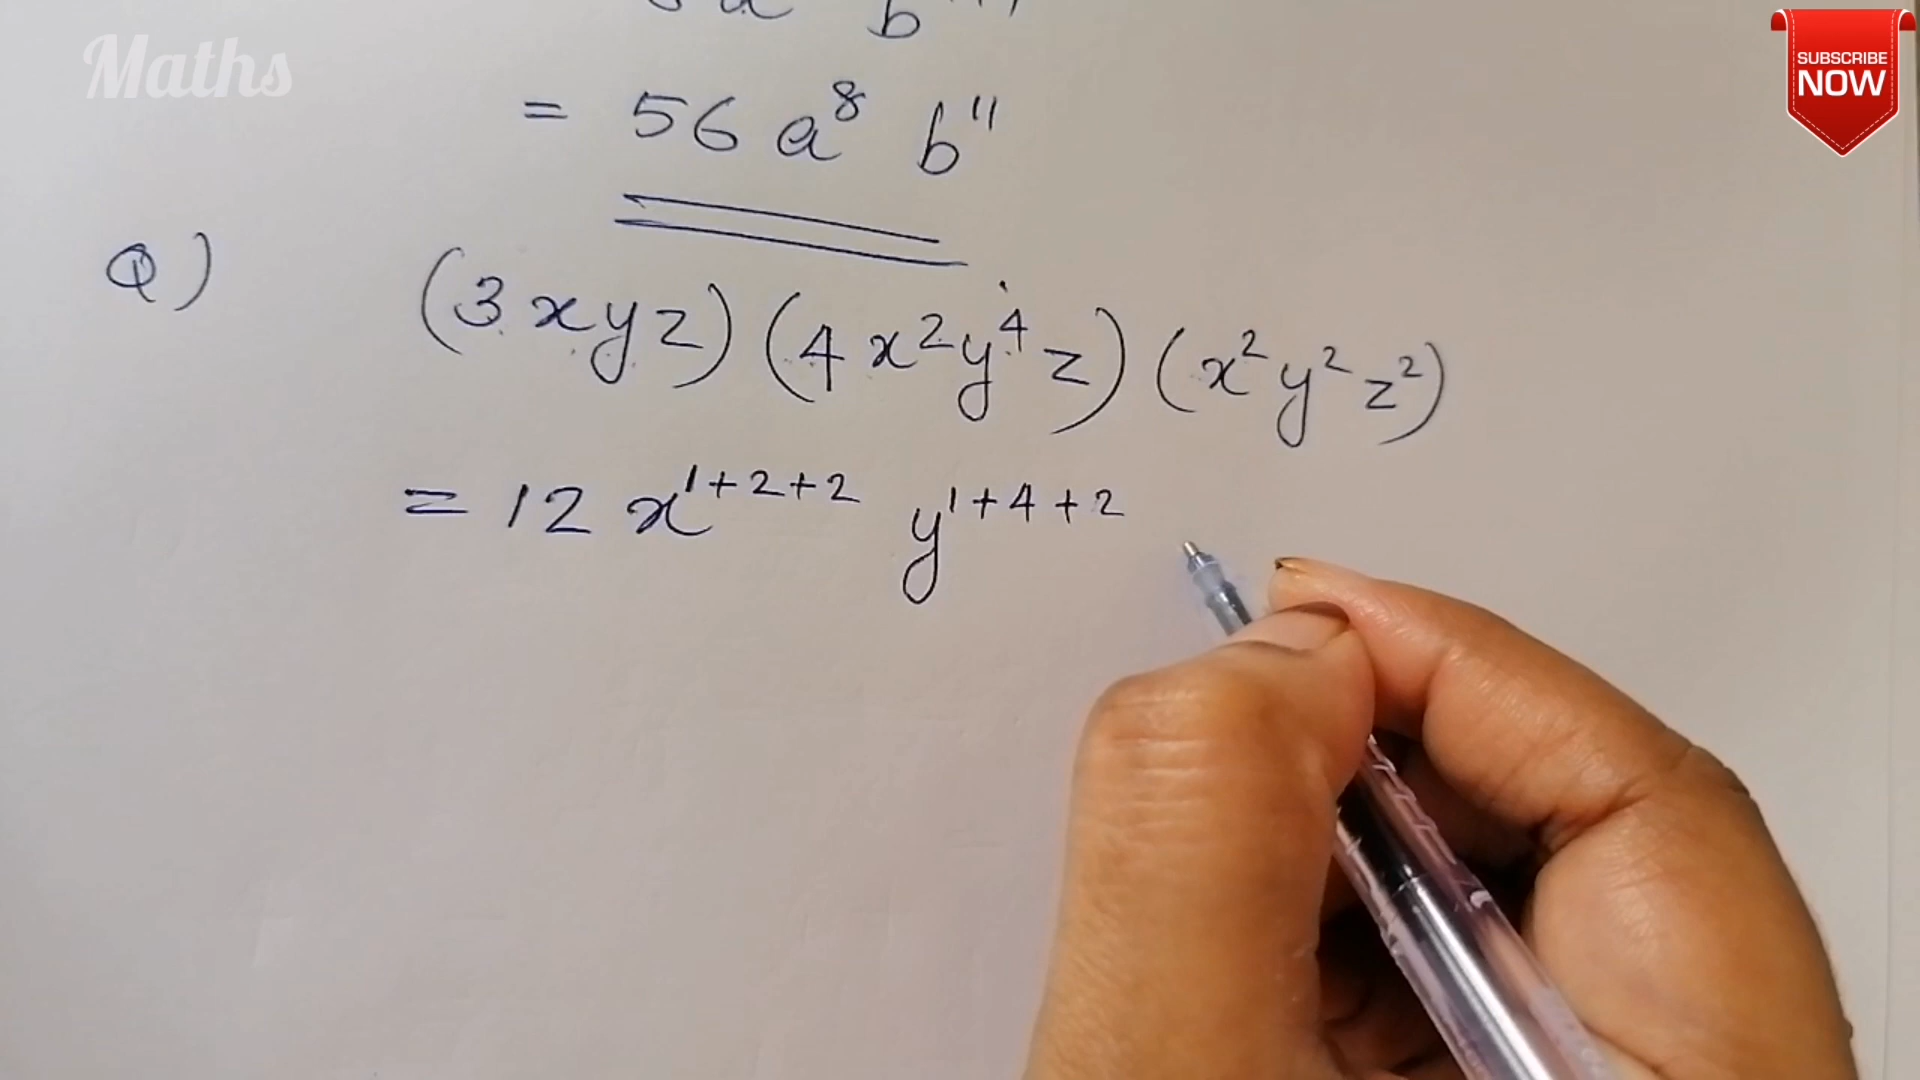 Maths
SUBSCRIBE
NOW
= 56 a⁸ b¹¹
Q) (3xyz)(4x²y⁴z)(x²y²z²)
= 12 x¹⁺²⁺² y¹⁺⁴⁺²